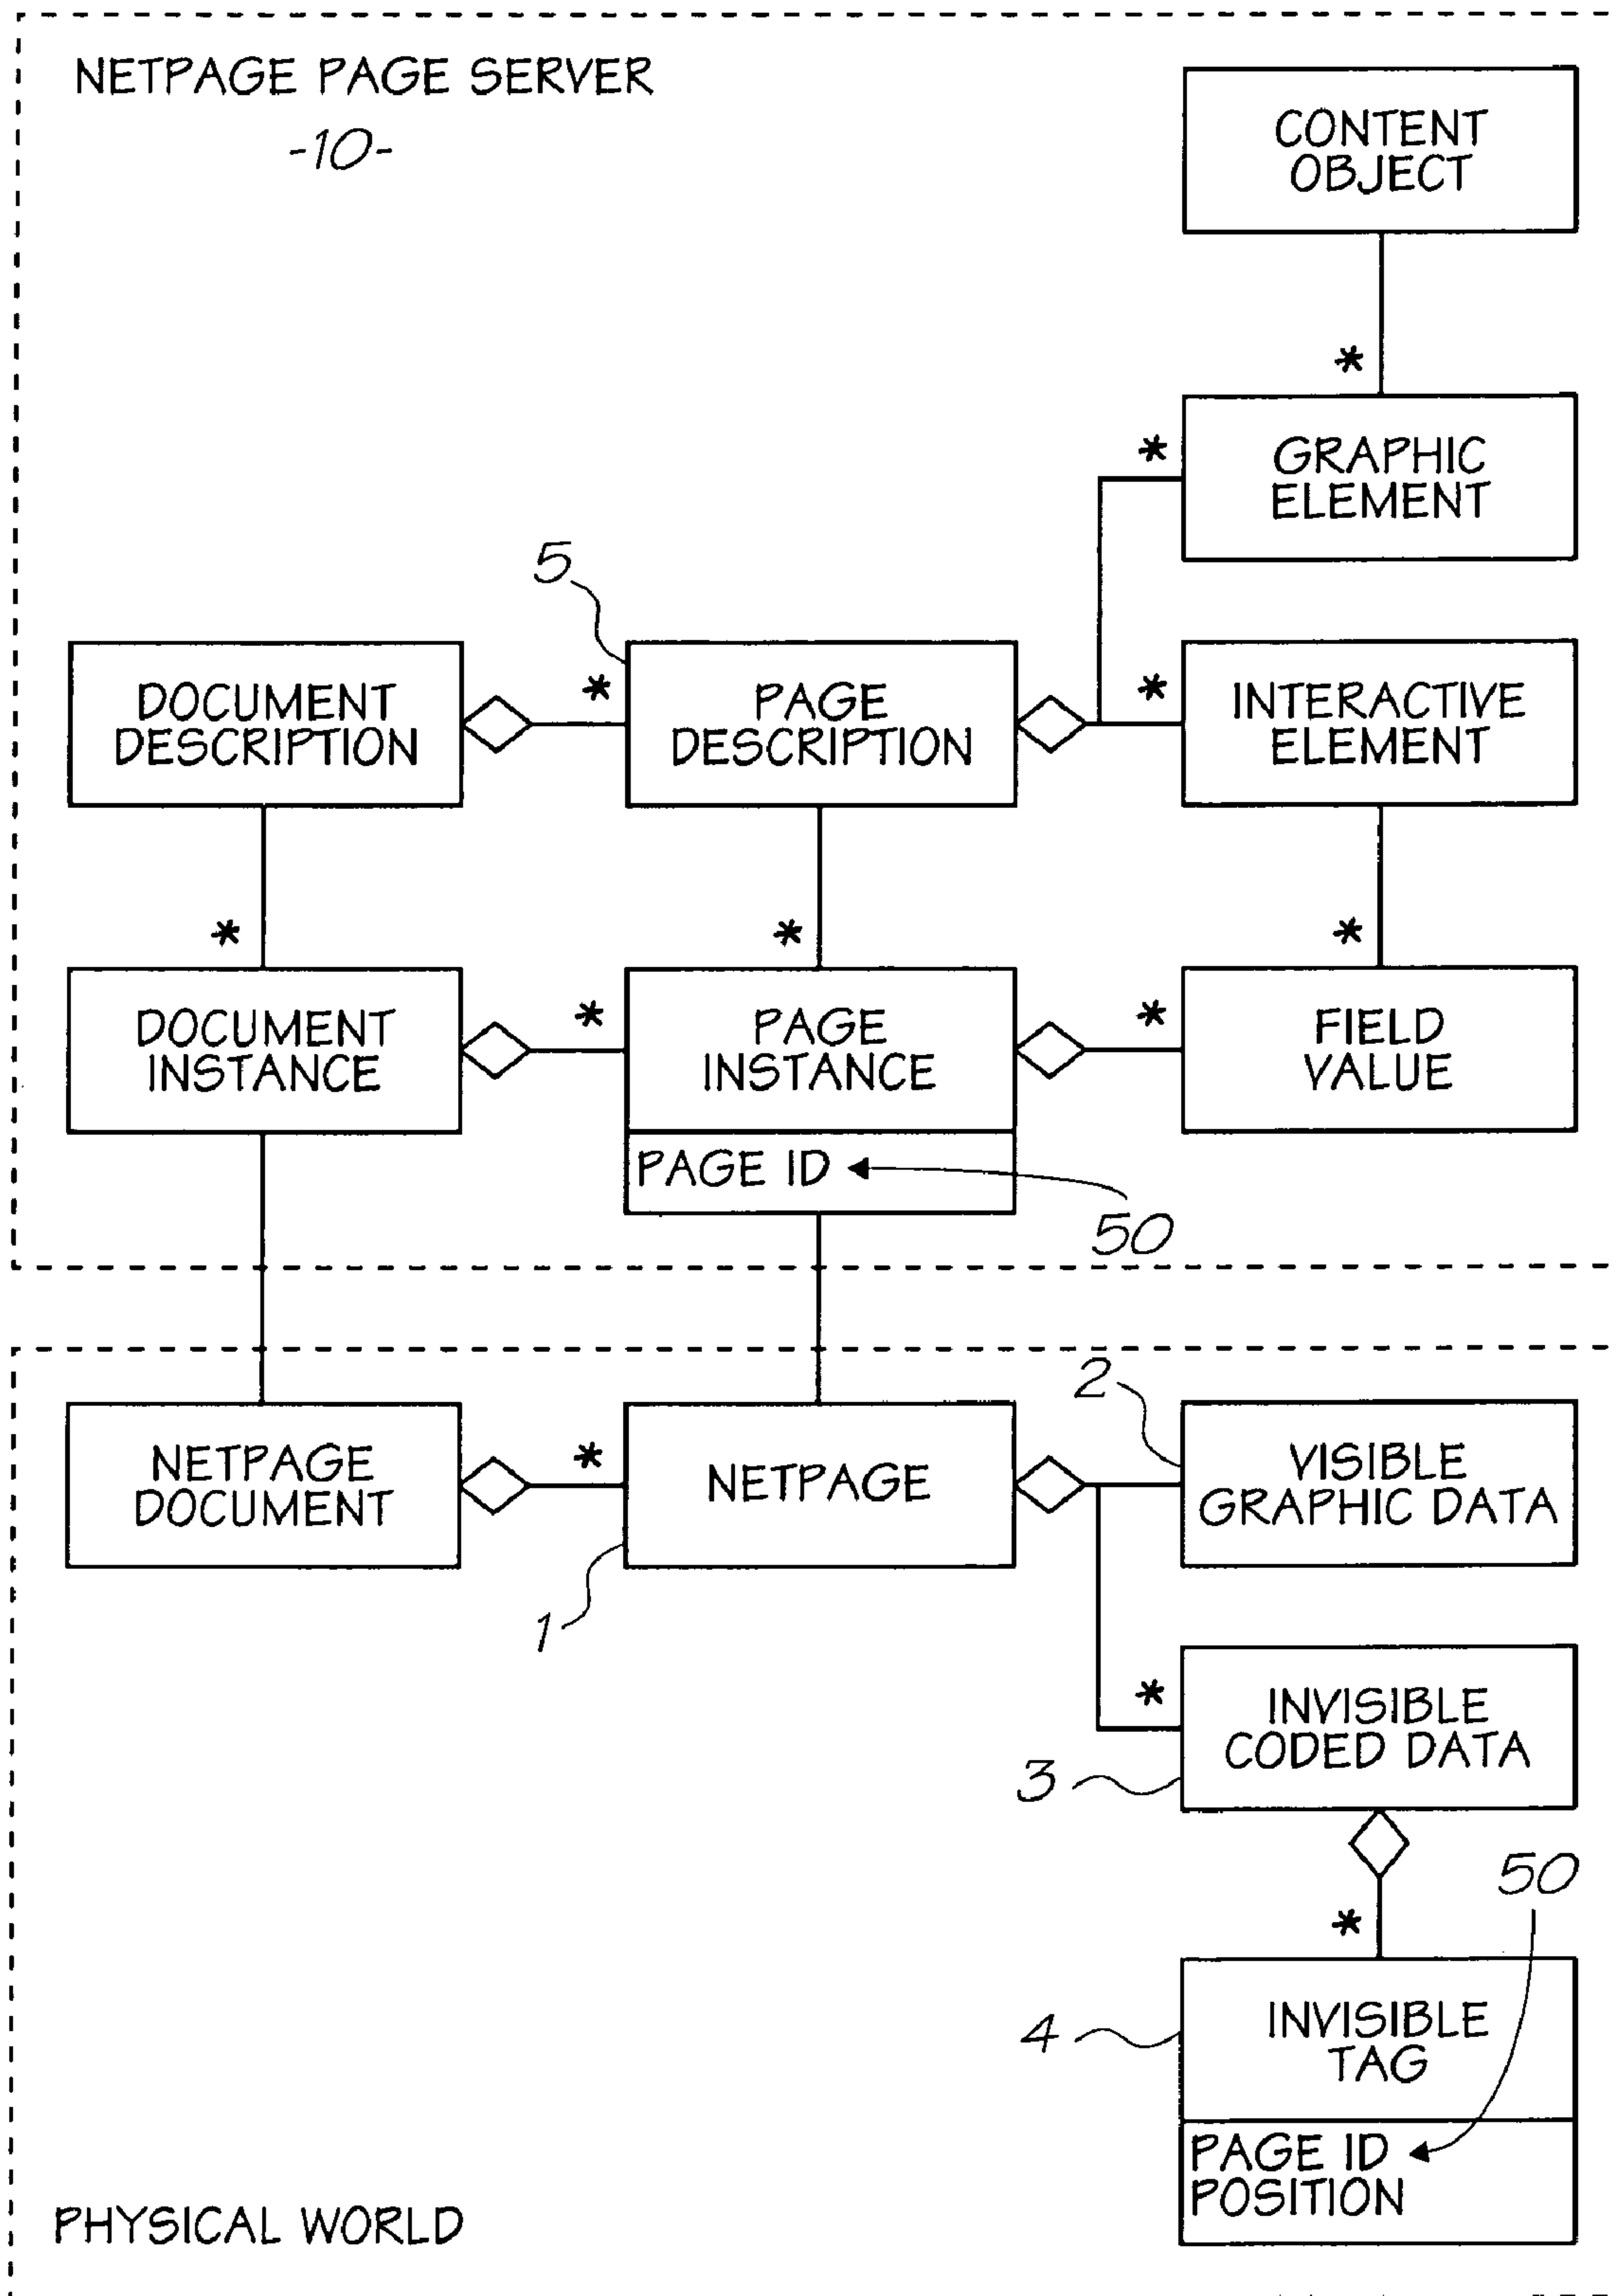 NETPAGE PAGE SERVER
-10-
CONTENT
OBJECT
*
*
GRAPHIC
ELEMENT
5
DOCUMENT
DESCRIPTION
*
PAGE
DESCRIPTION
*
INTERACTIVE
ELEMENT
*
*
*
DOCUMENT
INSTANCE
*
PAGE
INSTANCE
*
FIELD
VALUE
PAGE ID
50
NETPAGE
DOCUMENT
*
NETPAGE
1
2
VISIBLE
GRAPHIC DATA
*
INVISIBLE
CODED DATA
3
50
*
4
INVISIBLE
TAG
PAGE ID
POSITION
PHYSICAL WORLD